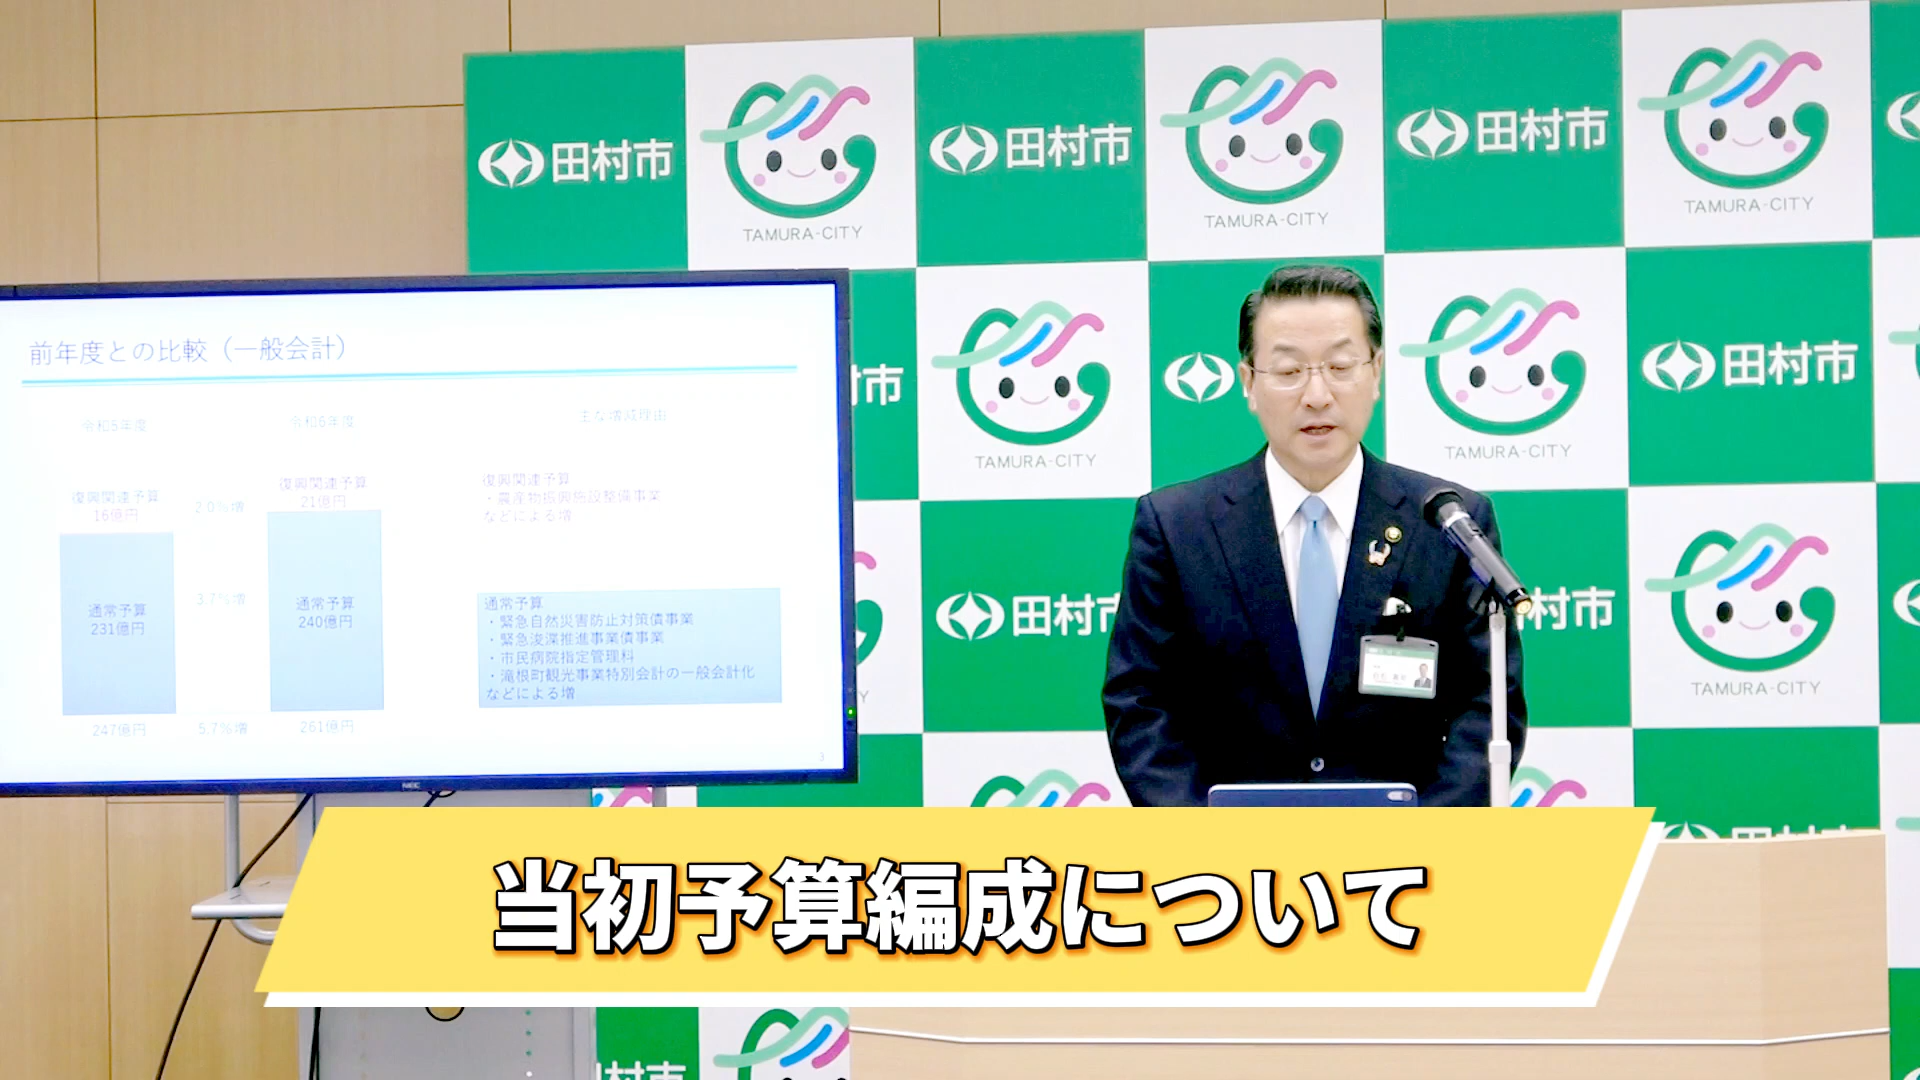 田村市
TAMURA-CITY
田村市
TAMURA-CITY
田村市
TAMURA-CITY
村市
TAMURA-CITY
TAMURA-CITY
田村市
田村市
村市
TAMURA-CITY
前年度との比較（一般会計）
令和5年度
令和6年度
主な増減理由
復興関連予算
16億円
2.0%増
復興関連予算
21億円
復興関連予算
・農産物振興施設整備事業
などによる増
通常予算
231億円
3.7%増
通常予算
240億円
通常予算
・緊急自然災害防止対策債事業
・緊急浚渫推進事業債事業
・市民病院指定管理料
・滝根町観光事業特別会計の一般会計化
などによる増
247億円
5.7%増
261億円
3
NEC
当初予算編成について
村市